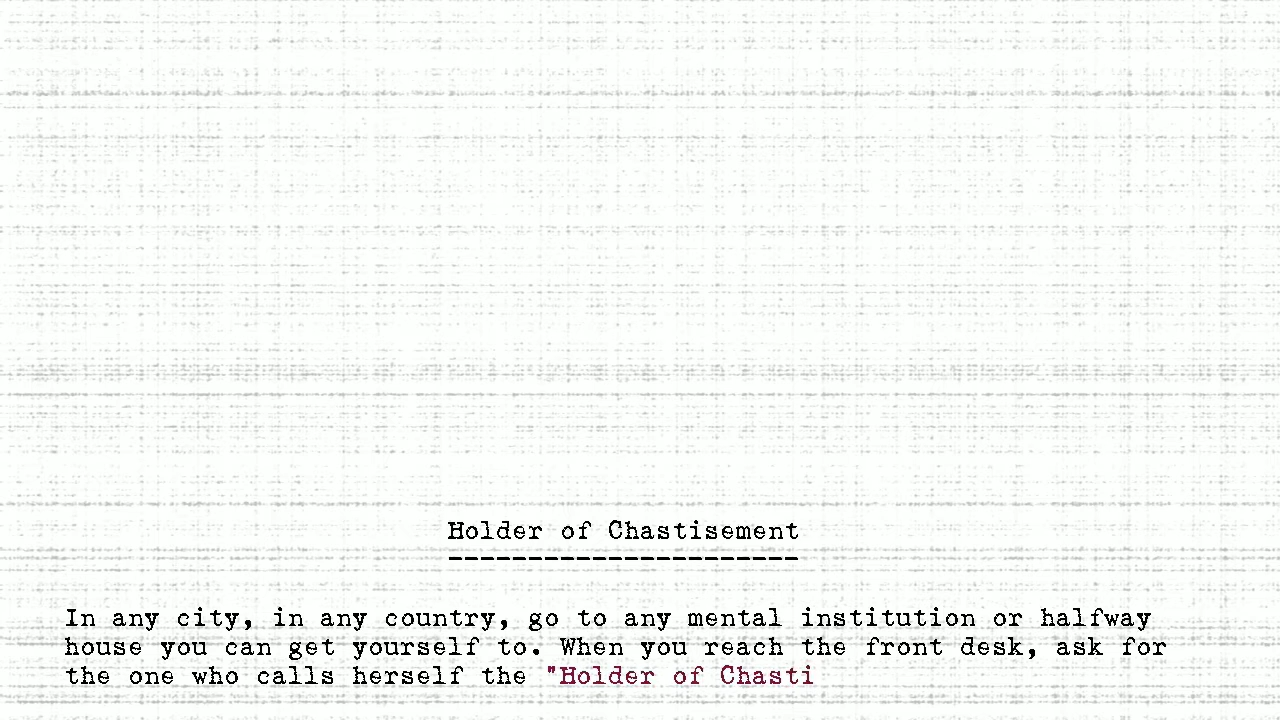 Holder of Chastisement
----------------------
In any city, in any country, go to any mental institution or halfway
house you can get yourself to. When you reach the front desk, ask for
the one who calls herself the "Holder of Chasti